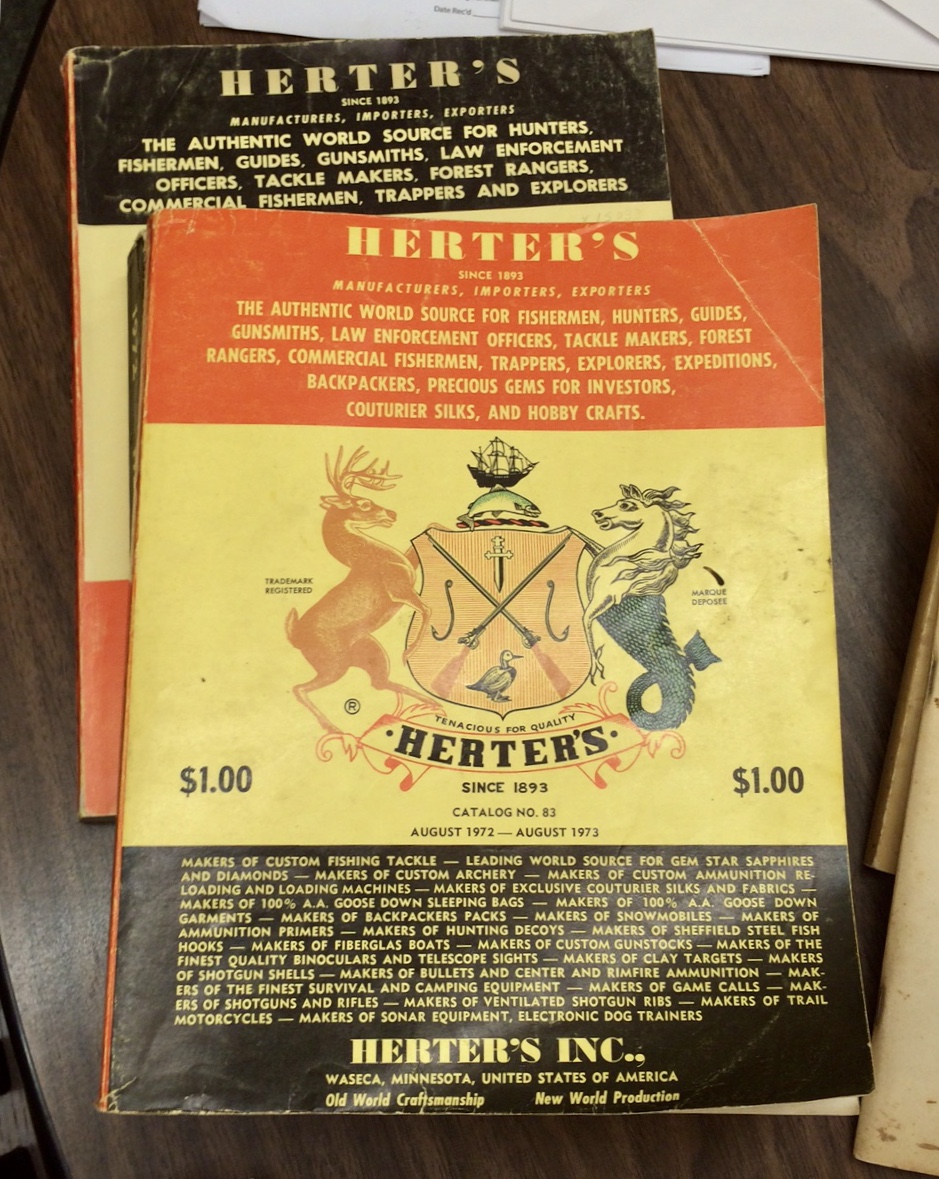 Date Rec'd
HERTER'S
SINCE 1893
MANUFACTURERS, IMPORTERS, EXPORTERS
THE AUTHENTIC WORLD SOURCE FOR HUNTERS,
FISHERMEN, GUIDES, GUNSMITHS, LAW ENFORCEMENT
OFFICERS, TACKLE MAKERS, FOREST RANGERS,
COMMERCIAL FISHERMEN, TRAPPERS AND EXPLORERS
HERTER'S
SINCE 1893
MANUFACTURERS, IMPORTERS, EXPORTERS
THE AUTHENTIC WORLD SOURCE FOR FISHERMEN, HUNTERS, GUIDES,
GUNSMITHS, LAW ENFORCEMENT OFFICERS, TACKLE MAKERS, FOREST
RANGERS, COMMERCIAL FISHERMEN, TRAPPERS, EXPLORERS, EXPEDITIONS,
BACKPACKERS, PRECIOUS GEMS FOR INVESTORS,
COUTURIER SILKS, AND HOBBY CRAFTS.
TRADEMARK
REGISTERED
MARQUE
DEPOSEE
®
TENACIOUS FOR QUALITY
·HERTER'S·
SINCE 1893
$1.00
$1.00
CATALOG NO. 83
AUGUST 1972 — AUGUST 1973
MAKERS OF CUSTOM FISHING TACKLE — LEADING WORLD SOURCE FOR GEM STAR SAPPHIRES
AND DIAMONDS — MAKERS OF CUSTOM ARCHERY — MAKERS OF CUSTOM AMMUNITION RE-
LOADING AND LOADING MACHINES — MAKERS OF EXCLUSIVE COUTURIER SILKS AND FABRICS —
MAKERS OF 100% A.A. GOOSE DOWN SLEEPING BAGS — MAKERS OF 100% A.A. GOOSE DOWN
GARMENTS — MAKERS OF BACKPACKERS PACKS — MAKERS OF SNOWMOBILES — MAKERS OF
AMMUNITION PRIMERS — MAKERS OF HUNTING DECOYS — MAKERS OF SHEFFIELD STEEL FISH
HOOKS — MAKERS OF FIBERGLAS BOATS — MAKERS OF CUSTOM GUNSTOCKS — MAKERS OF THE
FINEST QUALITY BINOCULARS AND TELESCOPE SIGHTS — MAKERS OF CLAY TARGETS — MAKERS
OF SHOTGUN SHELLS — MAKERS OF BULLETS AND CENTER AND RIMFIRE AMMUNITION — MAK-
ERS OF THE FINEST SURVIVAL AND CAMPING EQUIPMENT — MAKERS OF GAME CALLS — MAK-
ERS OF SHOTGUNS AND RIFLES — MAKERS OF VENTILATED SHOTGUN RIBS — MAKERS OF TRAIL
MOTORCYCLES — MAKERS OF SONAR EQUIPMENT, ELECTRONIC DOG TRAINERS
HERTER'S INC.,
WASECA, MINNESOTA, UNITED STATES OF AMERICA
Old World Craftsmanship New World Production